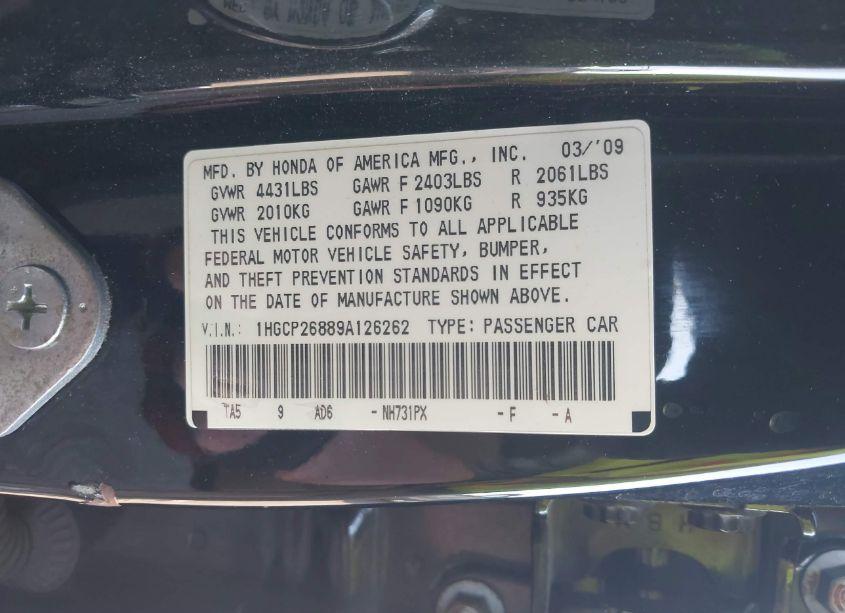 MFD. BY HONDA OF AMERICA MFG., INC. 03/'09
GVWR 4431LBS GAWR F 2403LBS R 2061LBS
GVWR 2010KG GAWR F 1090KG R 935KG
THIS VEHICLE CONFORMS TO ALL APPLICABLE
FEDERAL MOTOR VEHICLE SAFETY, BUMPER,
AND THEFT PREVENTION STANDARDS IN EFFECT
ON THE DATE OF MANUFACTURE SHOWN ABOVE.
V.I.N.: 1HGCP26889A126262 TYPE: PASSENGER CAR
TA5 9 AD6 -NH731PX -F -A